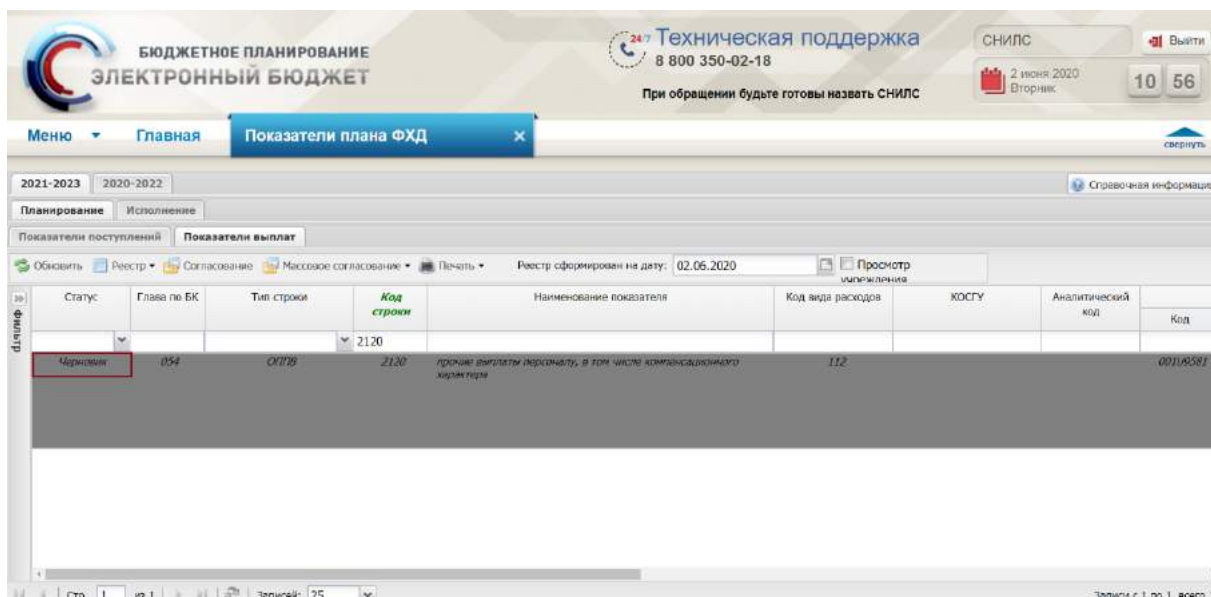 БЮДЖЕТНОЕ ПЛАНИРОВАНИЕ
ЭЛЕКТРОННЫЙ БЮДЖЕТ
24/7 Техническая поддержка
8 800 350-02-18
При обращении будьте готовы назвать СНИЛС
СНИЛС
Выйти
2 июня 2020
Вторник
10 56
Меню Главная Показатели плана ФХД
свернуть
2021-2023 2020-2022
Справочная информация
Планирование Исполнение
Показатели поступлений Показатели выплат
Обновить Реестр Согласование Массовое согласование Печать Реестр сформирован на дату: 02.06.2020 Просмотр
учреждения
Фильтр
Статус Глава по БК Тип строки Код строки Наименование показателя Код вида расходов КОСГУ Аналитический код
Код
2120
Черновик 054 ОППВ 2120 прочие выплаты персоналу, в том числе компенсационного характера 112 001U9581
Стр. 1 из 1 Записей: 25
Записи с 1 по 1, всего